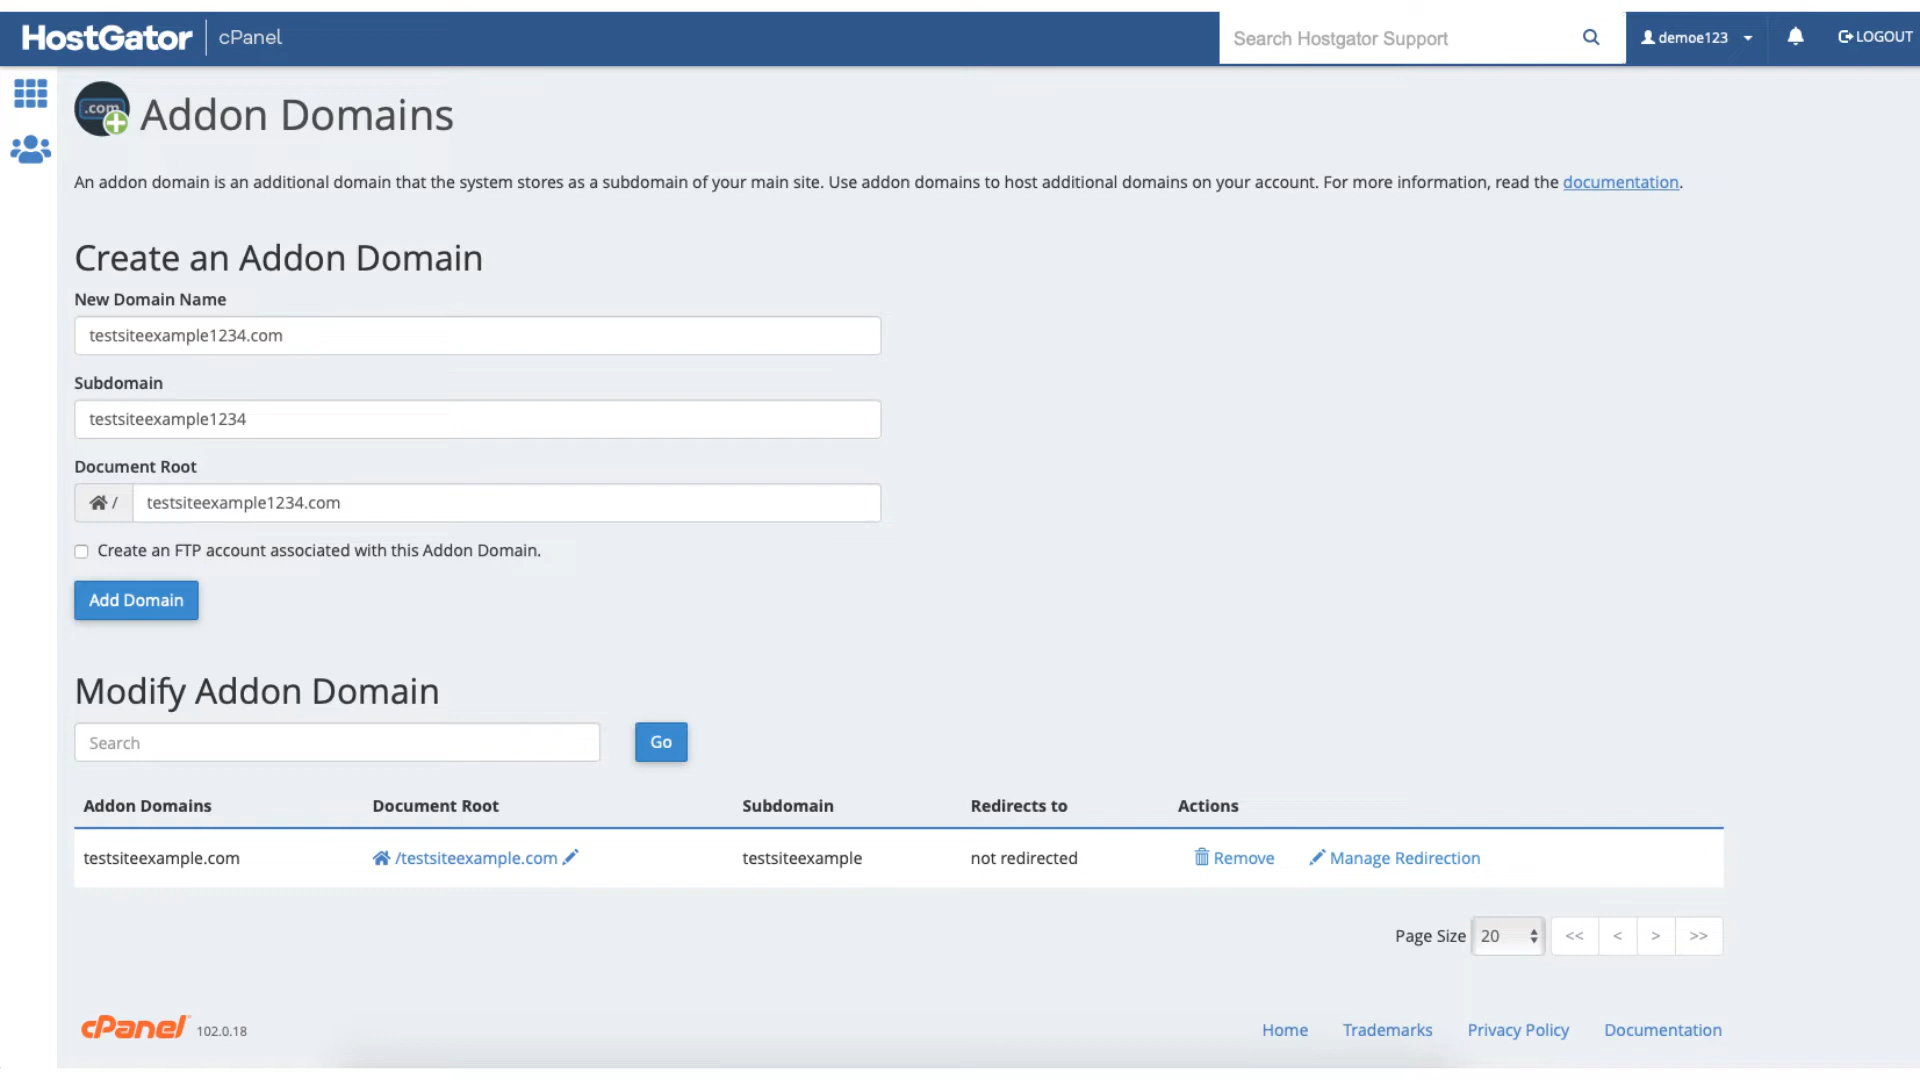 HostGator cPanel Search Hostgator Support demoe123 LOGOUT
.com Addon Domains
An addon domain is an additional domain that the system stores as a subdomain of your main site. Use addon domains to host additional domains on your account. For more information, read the documentation.
Create an Addon Domain
New Domain Name
testsiteexample1234.com
Subdomain
testsiteexample1234
Document Root
/ testsiteexample1234.com
Create an FTP account associated with this Addon Domain.
Add Domain
Modify Addon Domain
Search Go
Addon Domains Document Root Subdomain Redirects to Actions
testsiteexample.com /testsiteexample.com testsiteexample not redirected Remove Manage Redirection
Page Size 20 << < > >>
cPanel 102.0.18 Home Trademarks Privacy Policy Documentation